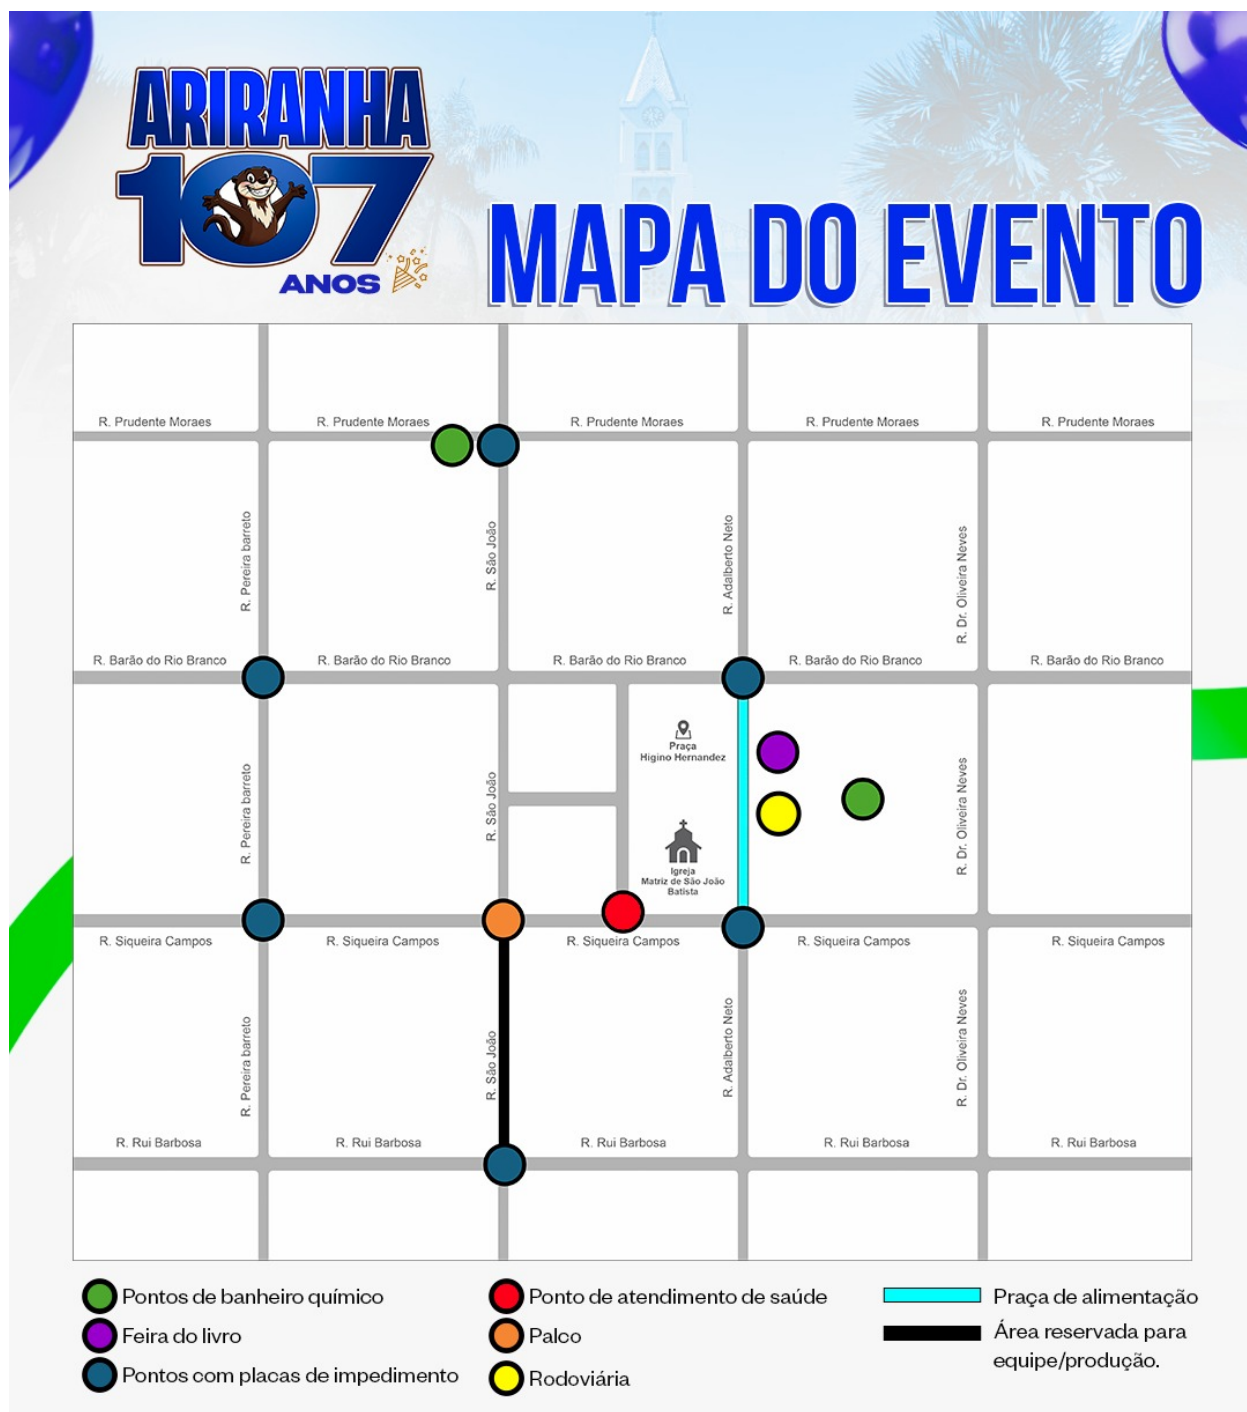 ARIRANHA
107
ANOS
MAPA DO EVENTO
R. Prudente Moraes
R. Prudente Moraes
R. Prudente Moraes
R. Prudente Moraes
R. Prudente Moraes
R. Pereira barreto
R. São João
R. Adalberto Neto
R. Dr. Oliveira Neves
R. Barão do Rio Branco
R. Barão do Rio Branco
R. Barão do Rio Branco
R. Barão do Rio Branco
R. Barão do Rio Branco
Praça
Higino Hernandez
R. Pereira barreto
R. São João
R. Dr. Oliveira Neves
Igreja
Matriz de São João
Batista
R. Siqueira Campos
R. Siqueira Campos
R. Siqueira Campos
R. Siqueira Campos
R. Siqueira Campos
R. Pereira barreto
R. São João
R. Adalberto Neto
R. Dr. Oliveira Neves
R. Rui Barbosa
R. Rui Barbosa
R. Rui Barbosa
R. Rui Barbosa
R. Rui Barbosa
Pontos de banheiro químico
Feira do livro
Pontos com placas de impedimento
Ponto de atendimento de saúde
Palco
Rodoviária
Praça de alimentação
Área reservada para
equipe/produção.